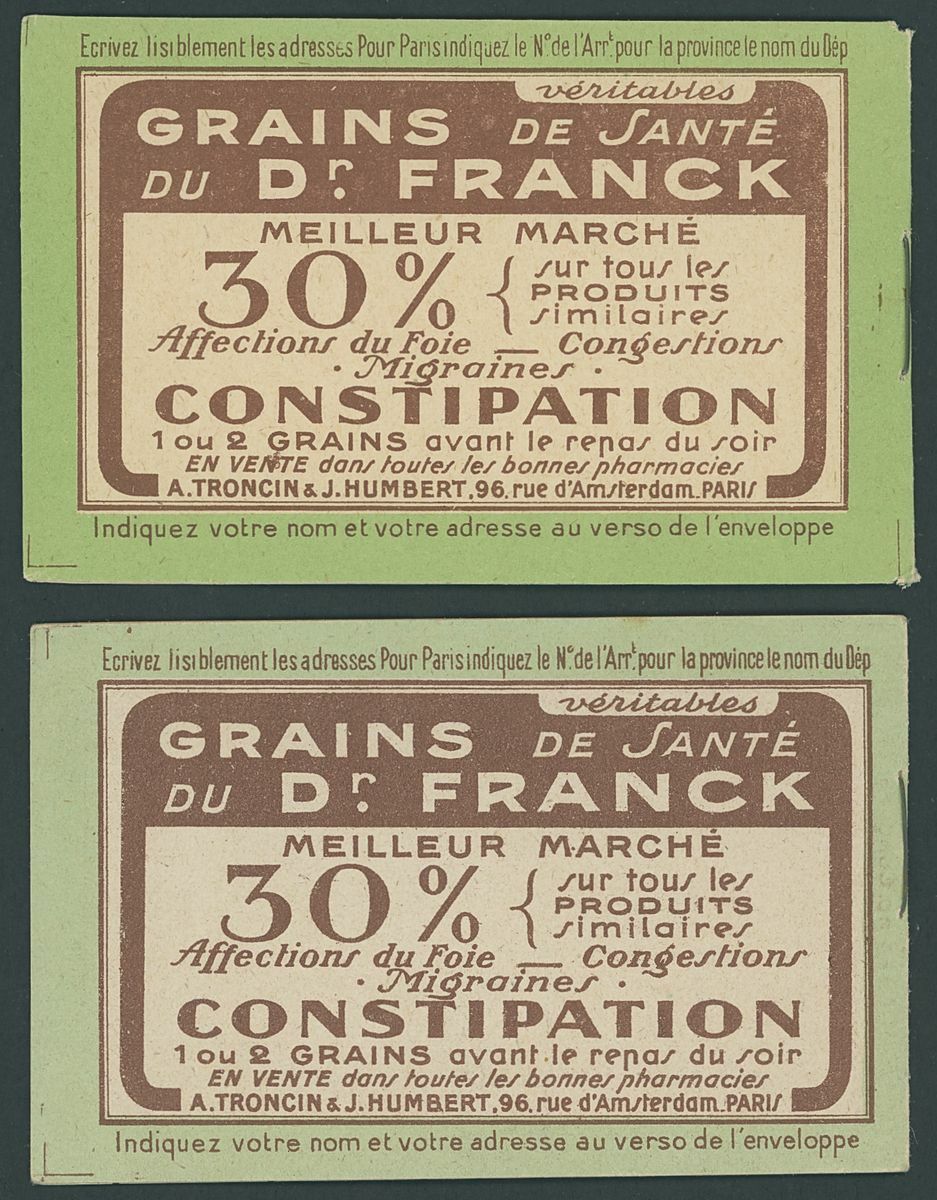 Ecrivez lisiblement les adresses Pour Paris indiquez le N° de l'Arrt. pour la province le nom du Dép
véritables
GRAINS DE SANTÉ
DU Dr. FRANCK
MEILLEUR MARCHÉ
30% { sur tous les
PRODUITS
similaires
Affections du Foie — Congestions
· Migraines ·
CONSTIPATION
1 ou 2 GRAINS avant le repas du soir
EN VENTE dans toutes les bonnes pharmacies
A. TRONCIN & J. HUMBERT, 96. rue d'Amsterdam. PARIS
Indiquez votre nom et votre adresse au verso de l'enveloppe
Ecrivez lisiblement les adresses Pour Paris indiquez le N° de l'Arrt. pour la province le nom du Dép
véritables
GRAINS DE SANTÉ
DU Dr. FRANCK
MEILLEUR MARCHÉ
30% { sur tous les
PRODUITS
similaires
Affections du Foie — Congestions
· Migraines ·
CONSTIPATION
1 ou 2 GRAINS avant le repas du soir
EN VENTE dans toutes les bonnes pharmacies
A. TRONCIN & J. HUMBERT, 96. rue d'Amsterdam. PARIS
Indiquez votre nom et votre adresse au verso de l'enveloppe